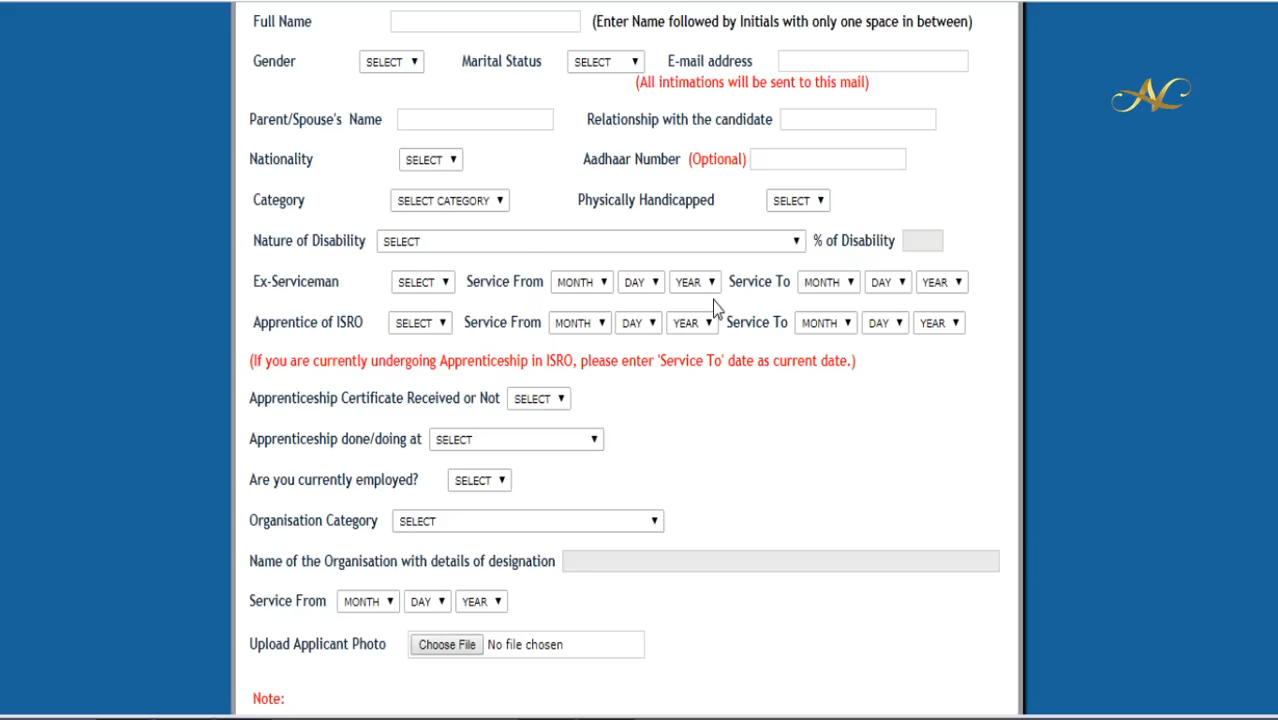 Full Name (Enter Name followed by Initials with only one space in between)
Gender SELECT Marital Status SELECT E-mail address
(All intimations will be sent to this mail)
Parent/Spouse's Name Relationship with the candidate
Nationality SELECT Aadhaar Number (Optional)
Category SELECT CATEGORY Physically Handicapped SELECT
Nature of Disability SELECT % of Disability
Ex-Serviceman SELECT Service From MONTH DAY YEAR Service To MONTH DAY YEAR
Apprentice of ISRO SELECT Service From MONTH DAY YEAR Service To MONTH DAY YEAR
(If you are currently undergoing Apprenticeship in ISRO, please enter 'Service To' date as current date.)
Apprenticeship Certificate Received or Not SELECT
Apprenticeship done/doing at SELECT
Are you currently employed? SELECT
Organisation Category SELECT
Name of the Organisation with details of designation
Service From MONTH DAY YEAR
Upload Applicant Photo Choose File No file chosen
Note:
AC